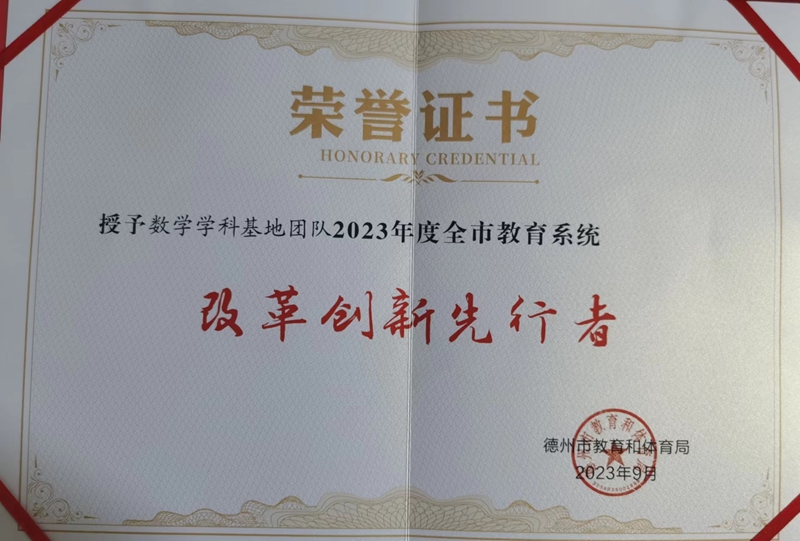 荣誉证书
HONORARY CREDENTIAL
授予数学学科基地团队2023年度全市教育系统
改革创新先行者
德州市教育和体育局
2023年9月